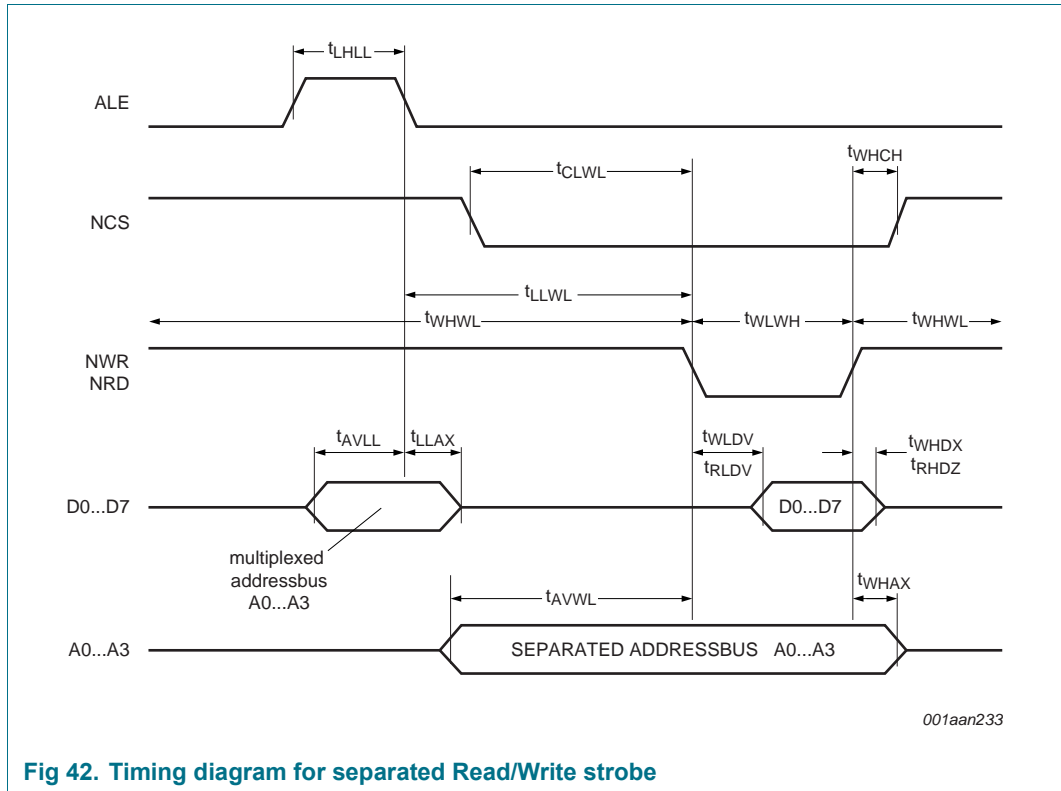 tLHLL
ALE
tWHCH
tCLWL
NCS
tLLWL
tWHWL
tWLWH
tWHWL
NWR
NRD
tAVLL
tLLAX
tWLDV
tRLDV
tWHDX
tRHDZ
D0...D7
D0...D7
multiplexed
addressbus
A0...A3
tAVWL
tWHAX
A0...A3
SEPARATED ADDRESSBUS A0...A3
001aan233
Fig 42. Timing diagram for separated Read/Write strobe